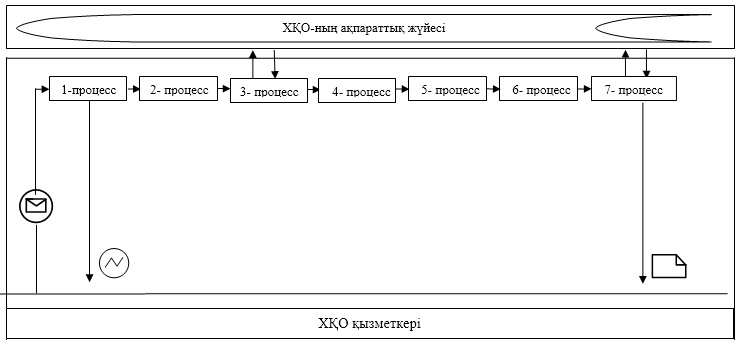 ХҚО-ның ақпараттық жүйесі
1-процесс
2- процесс
3- процесс
4- процесс
5- процесс
6- процесс
7- процесс
ХҚО қызметкері